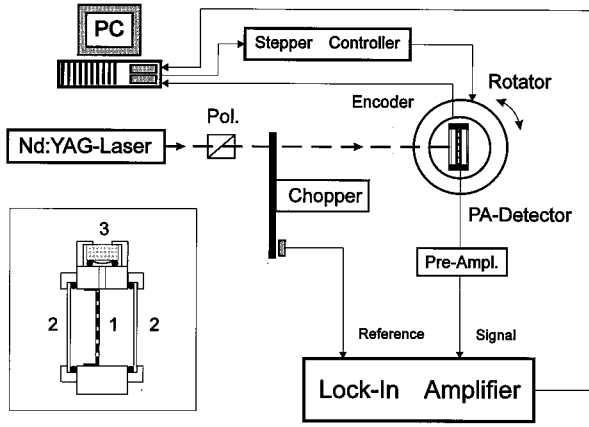 PC
Stepper Controller
Encoder
Rotator
Pol.
Nd:YAG-Laser
Chopper
PA-Detector
3
Pre-Ampl.
2
1
2
Reference
Signal
Lock-In Amplifier